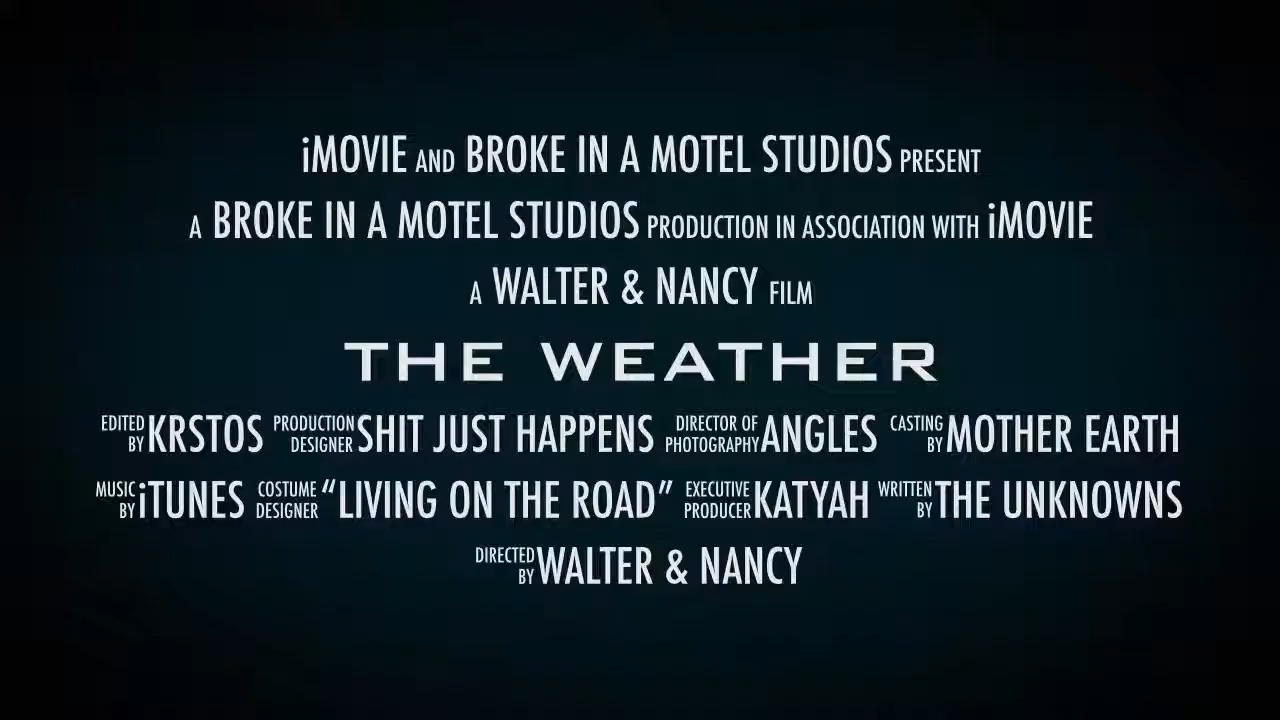 iMOVIE AND BROKE IN A MOTEL STUDIOS PRESENT
A BROKE IN A MOTEL STUDIOS PRODUCTION IN ASSOCIATION WITH iMOVIE
A WALTER & NANCY FILM
THE WEATHER
EDITED BY KRSTOS PRODUCTION DESIGNER SHIT JUST HAPPENS DIRECTOR OF PHOTOGRAPHY ANGLES CASTING BY MOTHER EARTH
MUSIC BY iTUNES COSTUME DESIGNER “LIVING ON THE ROAD” EXECUTIVE PRODUCER KATYAH WRITTEN BY THE UNKNOWNS
DIRECTED BY WALTER & NANCY